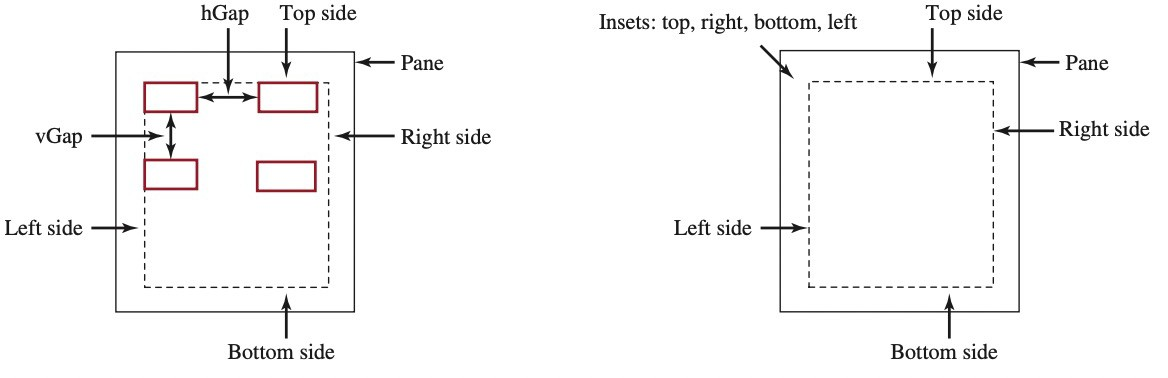 hGap
Top side
Pane
vGap
Right side
Left side
Bottom side
Insets: top, right, bottom, left
Top side
Pane
Right side
Left side
Bottom side